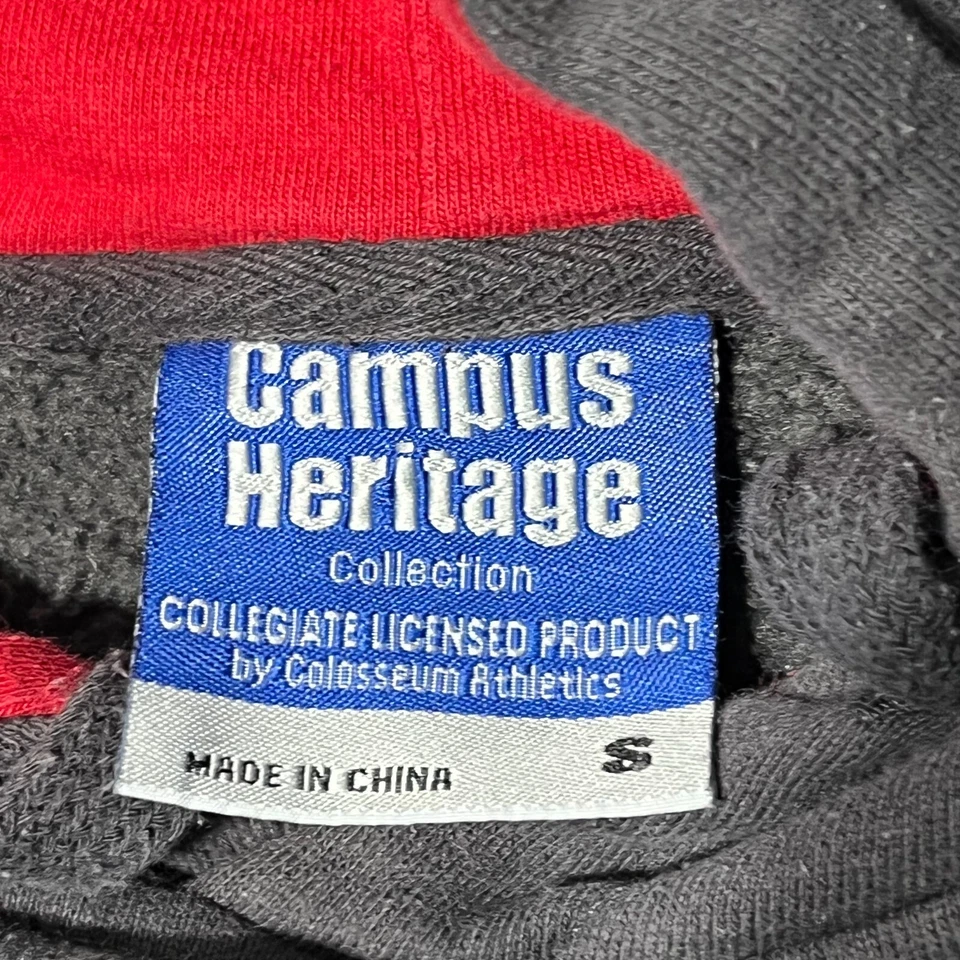 Campus
Heritage
Collection
COLLEGIATE LICENSED PRODUCT
by Colosseum Athletics
MADE IN CHINA
S